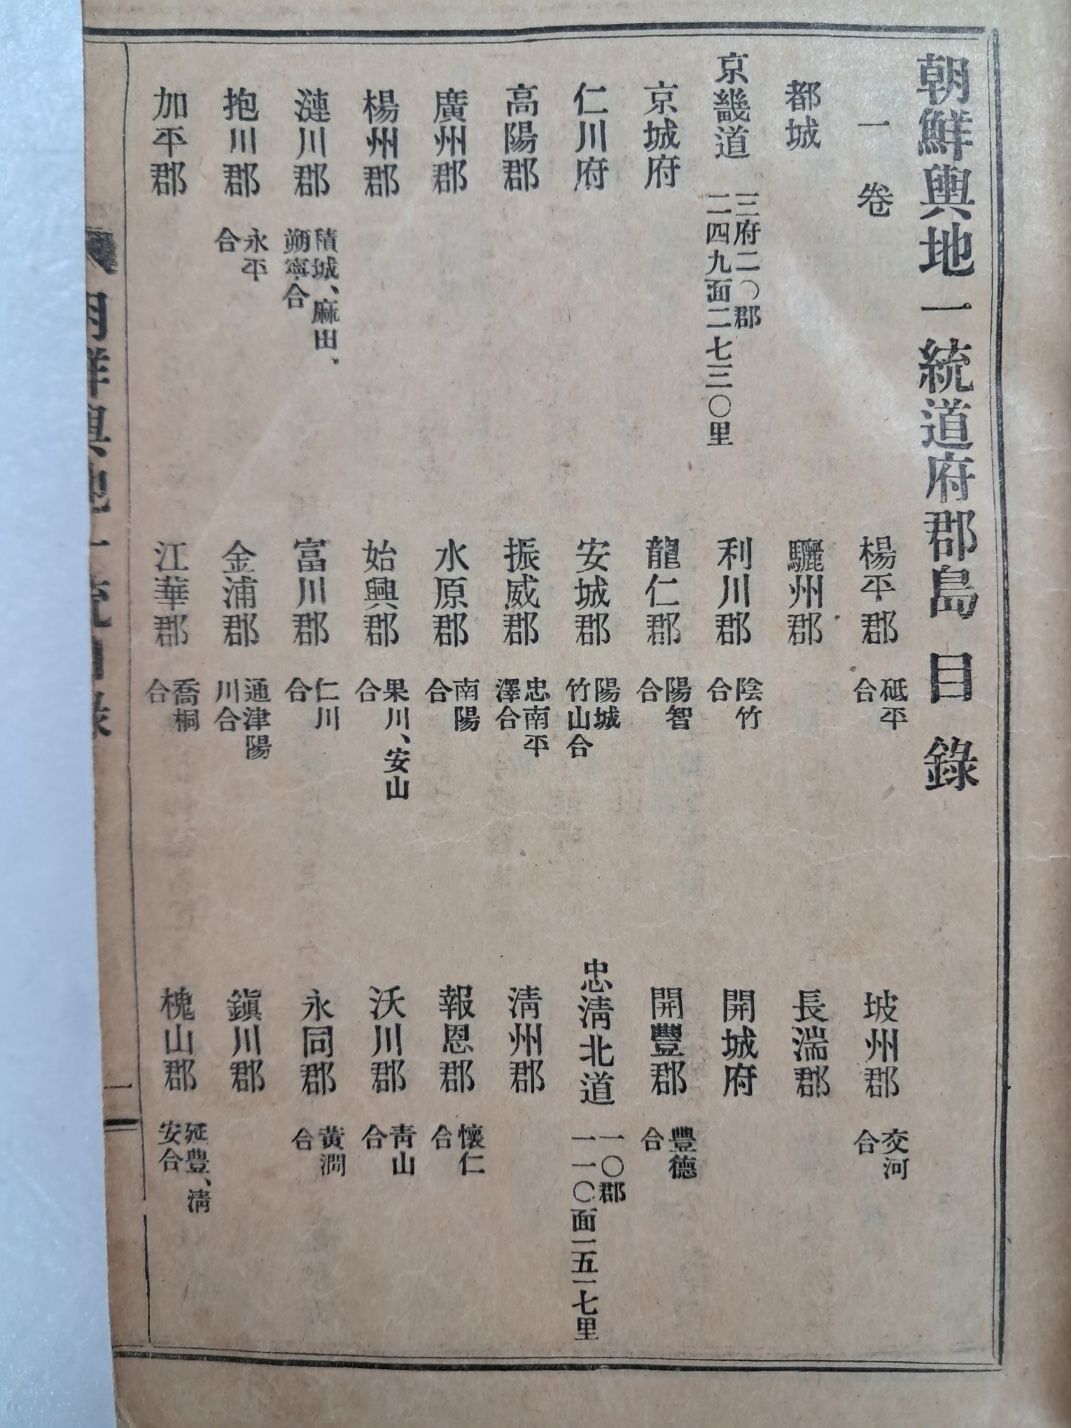 朝鮮輿地一統道府郡島 目錄
一卷
都城
京畿道 三府二〇郡
二四九面二七三〇里
京城府
仁川府
高陽郡
廣州郡
楊州郡
漣川郡 積城、麻田、
朔寧合
抱川郡 永平
合
加平郡
楊平郡 砥平
合
驪州郡
利川郡 陰竹
合
龍仁郡 陽智
合
安城郡 陽城
竹山合
振威郡 忠南平
澤合
水原郡 南陽
合
始興郡 果川、安山
合
富川郡 仁川
合
金浦郡 通津陽
川合
江華郡 喬桐
合
坡州郡 交河
合
長湍郡
開城府
開豐郡 豐德
合
忠淸北道 一〇郡
一一〇面一五一七里
淸州郡
報恩郡 懷仁
合
沃川郡 靑山
合
永同郡 黃澗
合
鎭川郡
槐山郡 延豊、淸
安合